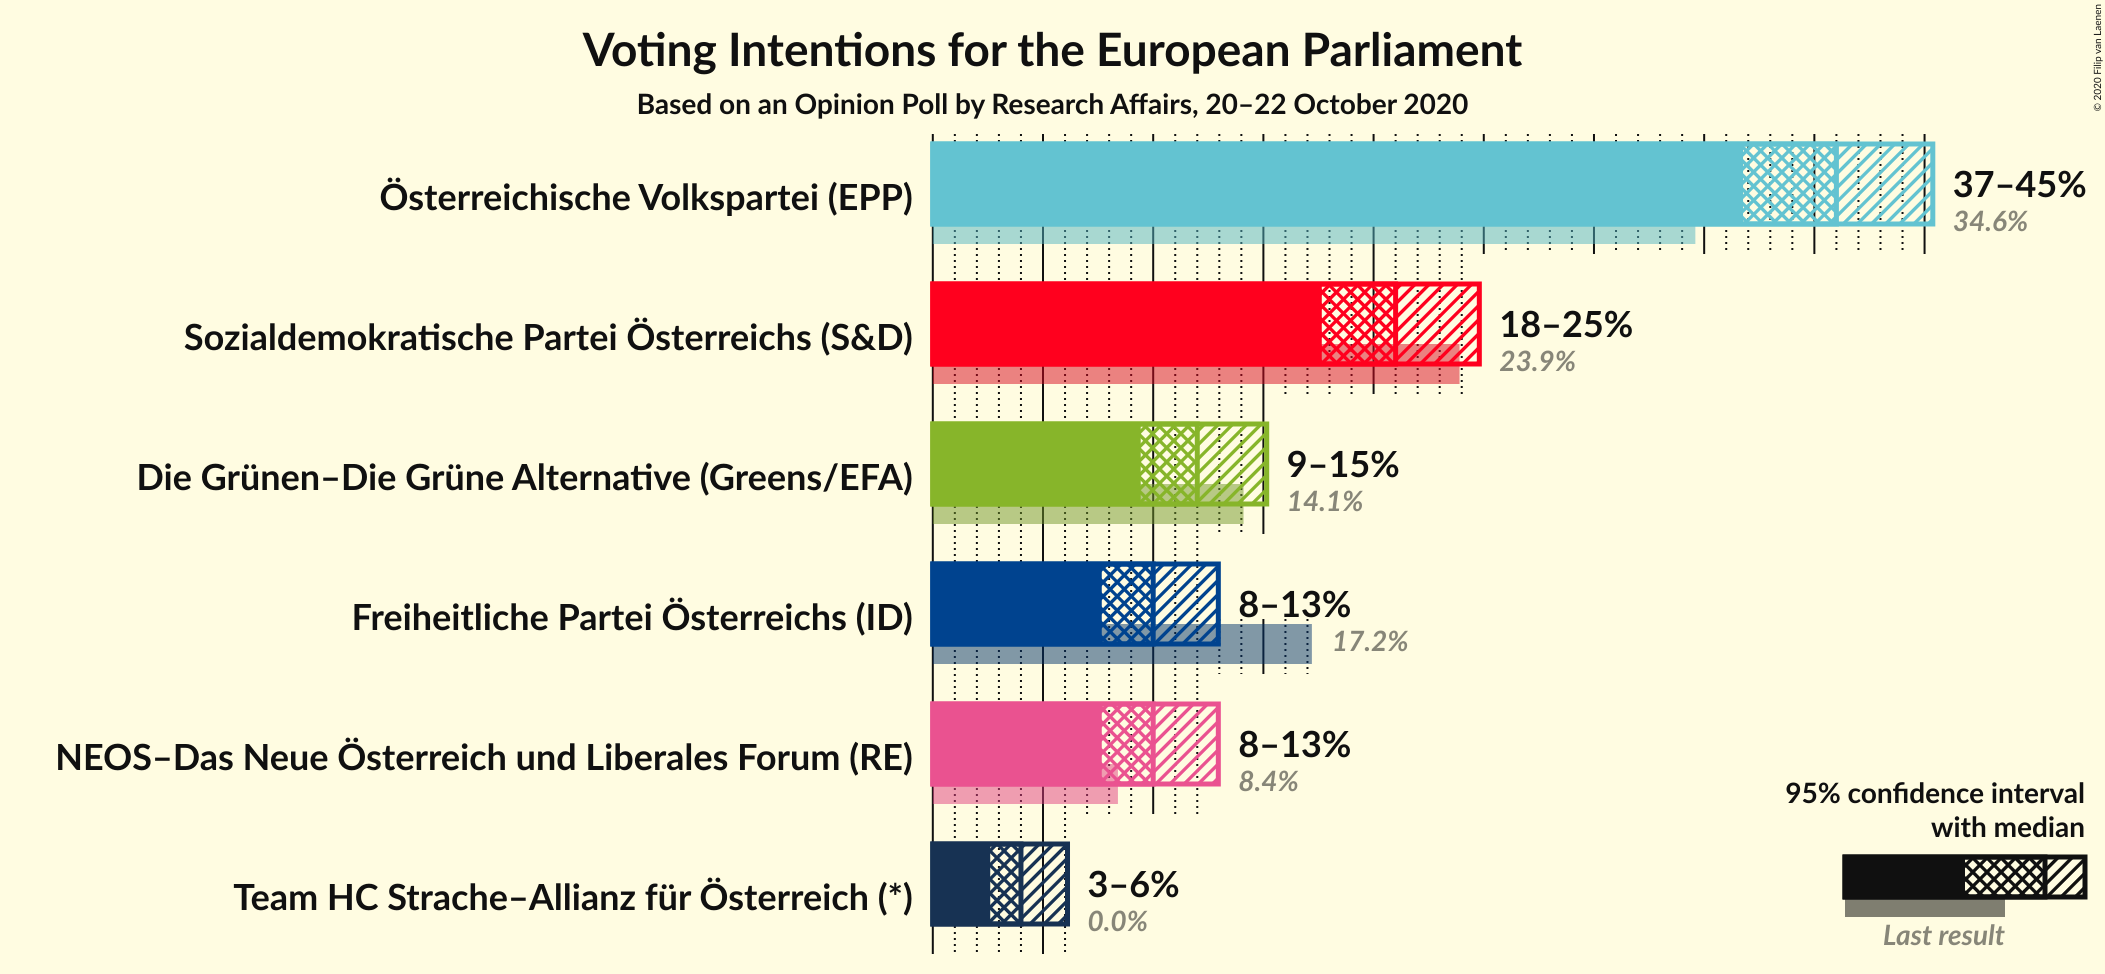 Voting Intentions for the European Parliament
Based on an Opinion Poll by Research Affairs, 20–22 October 2020
© 2020 Filip van Laenen
Österreichische Volkspartei (EPP)
37–45%
34.6%
Sozialdemokratische Partei Österreichs (S&D)
18–25%
23.9%
Die Grünen–Die Grüne Alternative (Greens/EFA)
9–15%
14.1%
Freiheitliche Partei Österreichs (ID)
8–13%
17.2%
NEOS–Das Neue Österreich und Liberales Forum (RE)
8–13%
8.4%
Team HC Strache–Allianz für Österreich (*)
3–6%
0.0%
95% confidence interval
with median
Last result